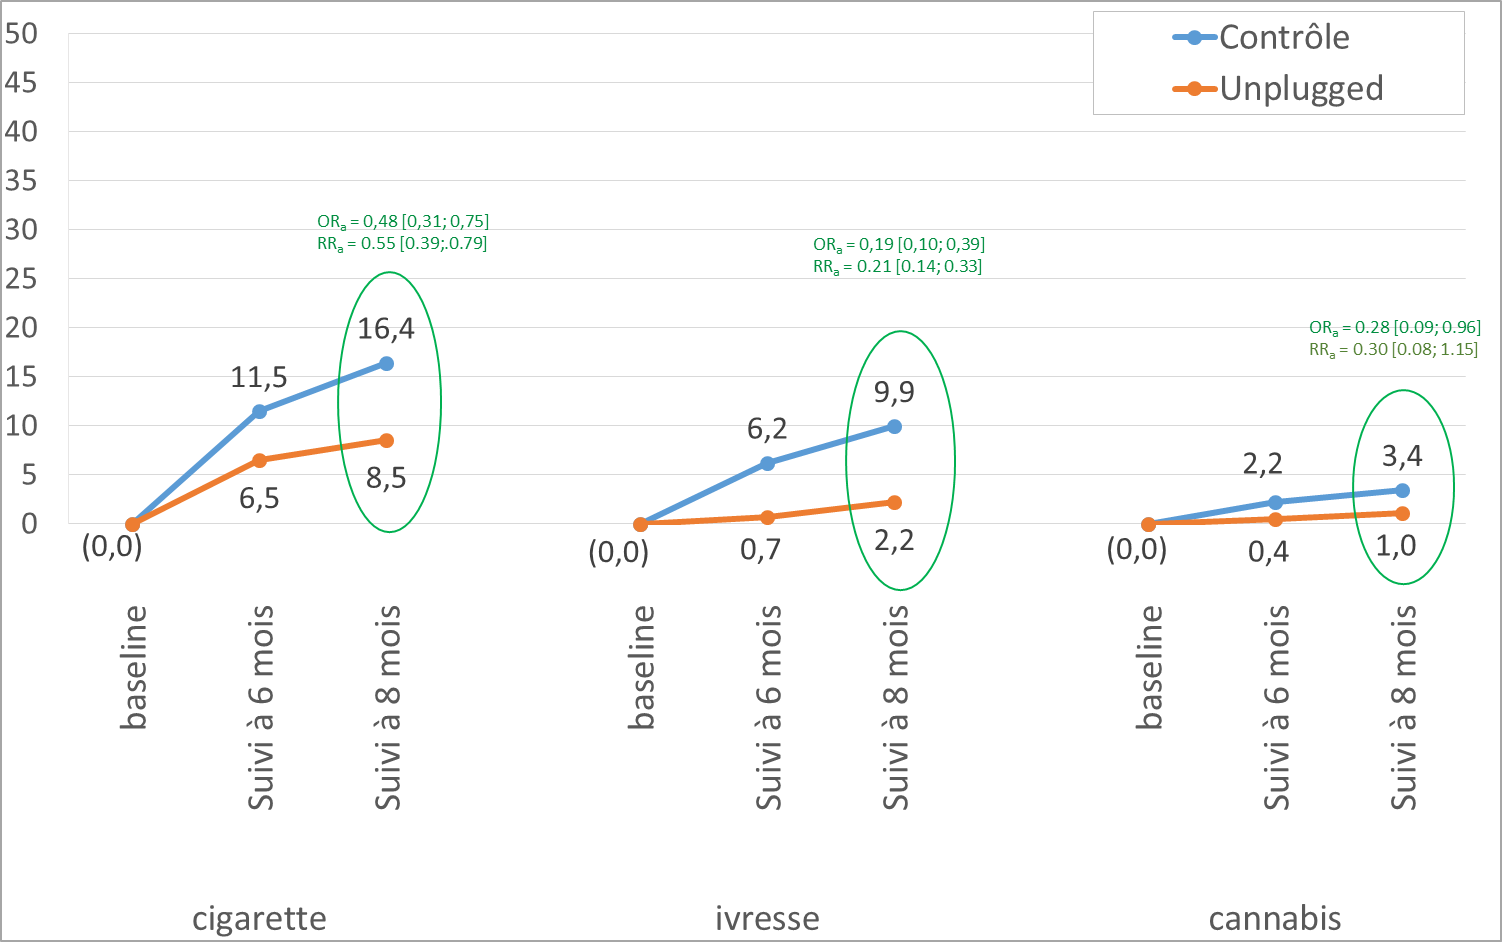 Contrôle
Unplugged
50
45
40
35
30
25
20
15
10
5
0
ORa = 0,48 [0,31; 0,75]
RRa = 0.55 [0.39;.0.79]
16,4
11,5
6,5
8,5
(0,0)
baseline
Suivi à 6 mois
Suivi à 8 mois
cigarette
ORa = 0,19 [0,10; 0,39]
RRa = 0.21 [0.14; 0.33]
9,9
6,2
0,7
2,2
(0,0)
baseline
Suivi à 6 mois
Suivi à 8 mois
ivresse
ORa = 0.28 [0.09; 0.96]
RRa = 0.30 [0.08; 1.15]
3,4
2,2
0,4
1,0
(0,0)
baseline
Suivi à 6 mois
Suivi à 8 mois
cannabis